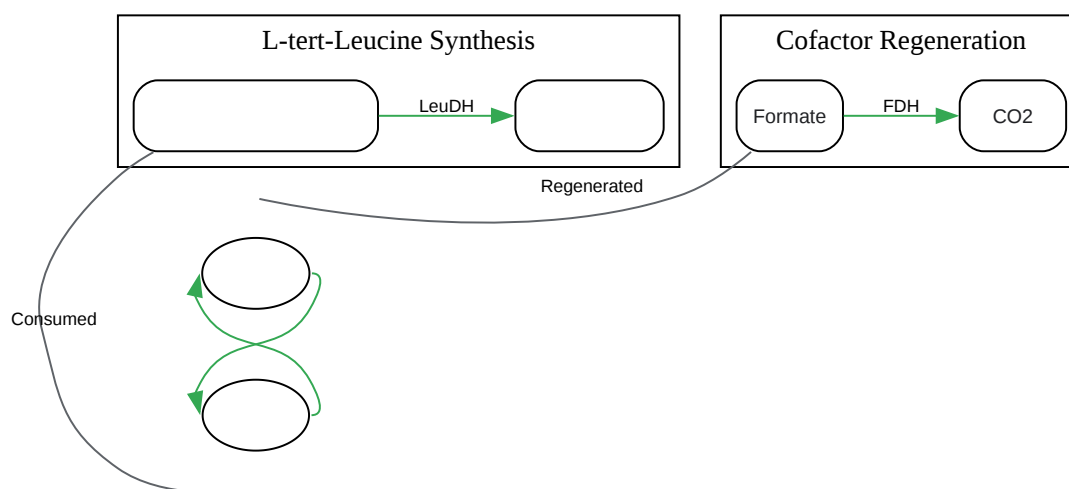 L-tert-Leucine Synthesis
Cofactor Regeneration
LeuDH
Formate
FDH
CO2
Regenerated
Consumed